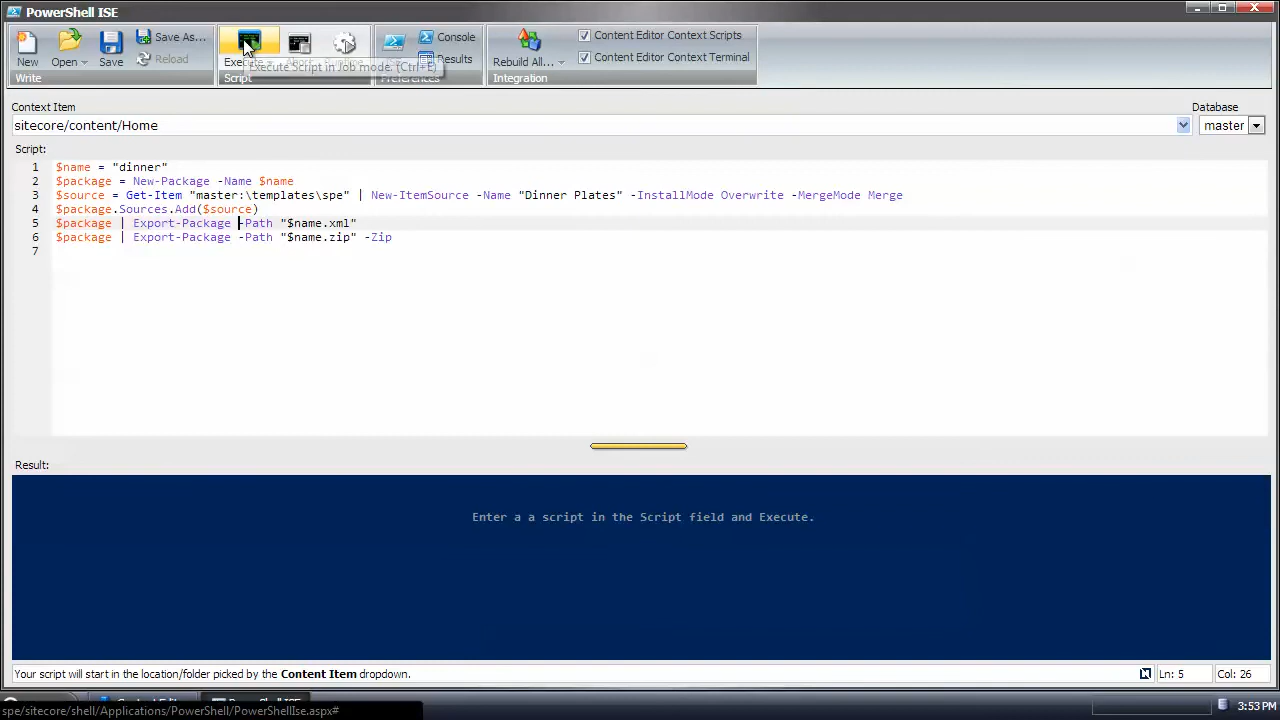 PowerShell ISE
New
Open
Save
Save As...
Reload
Write
Execute
Execute Script in Job mode. (Ctrl+E)
Script
Console
Results
Preferences
Rebuild All...
Content Editor Context Scripts
Content Editor Context Terminal
Integration
Context Item
Database
sitecore/content/Home
master
Script:
1 $name = "dinner"
2 $package = New-Package -Name $name
3 $source = Get-Item "master:\templates\spe" | New-ItemSource -Name "Dinner Plates" -InstallMode Overwrite -MergeMode Merge
4 $package.Sources.Add($source)
5 $package | Export-Package -Path "$name.xml"
6 $package | Export-Package -Path "$name.zip" -Zip
7
Result:
Enter a a script in the Script field and Execute.
Your script will start in the location/folder picked by the Content Item dropdown.
Ln: 5
Col: 26
spe/sitecore/shell/Applications/PowerShell/PowerShellIse.aspx#
3:53 PM